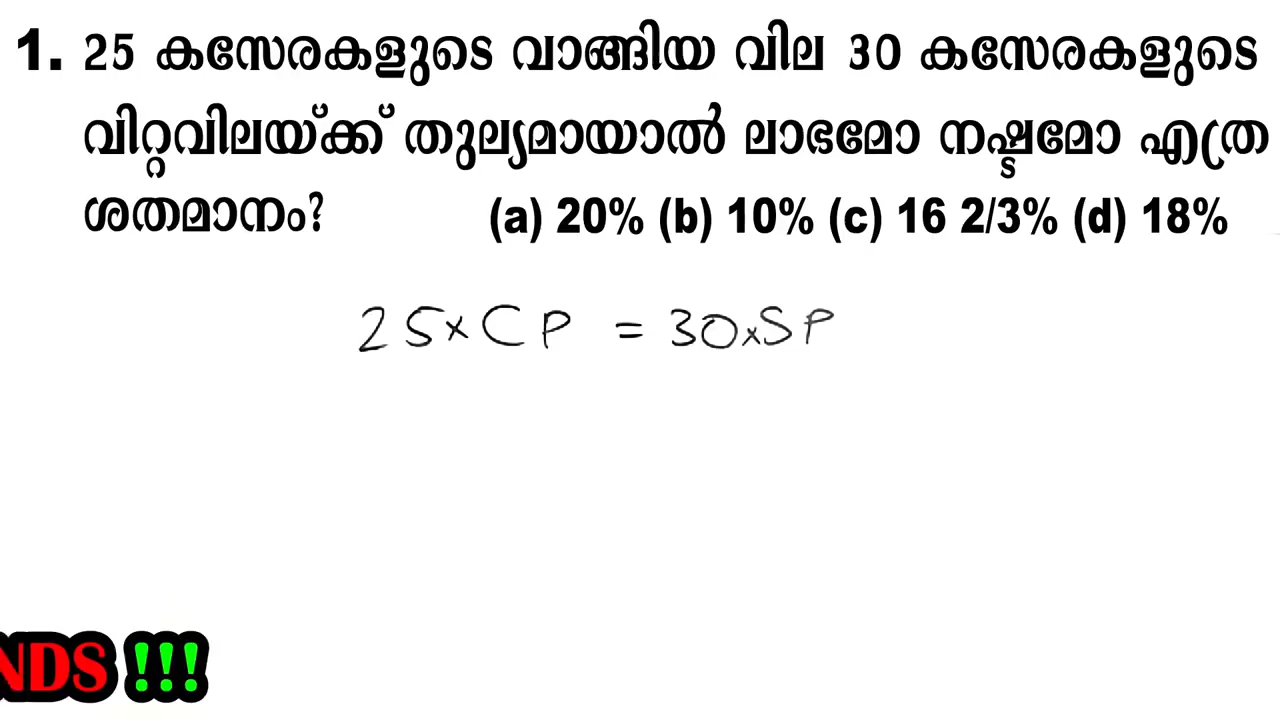 1. 25 കസേരകളുടെ വാങ്ങിയ വില 30 കസേരകളുടെ
വിറ്റവിലയ്ക്ക് തുല്യമായാൽ ലാഭമോ നഷ്ടമോ എത്ര
ശതമാനം? (a) 20% (b) 10% (c) 16 2/3% (d) 18%
25×CP = 30×SP
NDS !!!